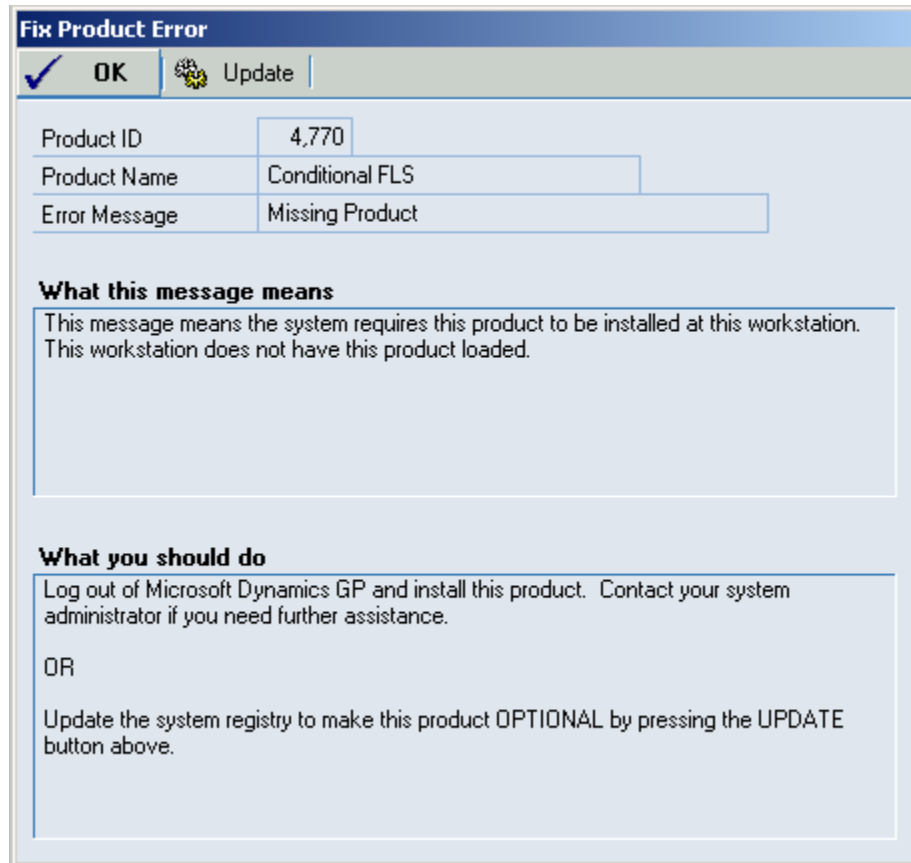 Fix Product Error
OK Update
Product ID 4,770
Product Name Conditional FLS
Error Message Missing Product
What this message means
This message means the system requires this product to be installed at this workstation.
This workstation does not have this product loaded.
What you should do
Log out of Microsoft Dynamics GP and install this product.  Contact your system
administrator if you need further assistance.
OR
Update the system registry to make this product OPTIONAL by pressing the UPDATE
button above.